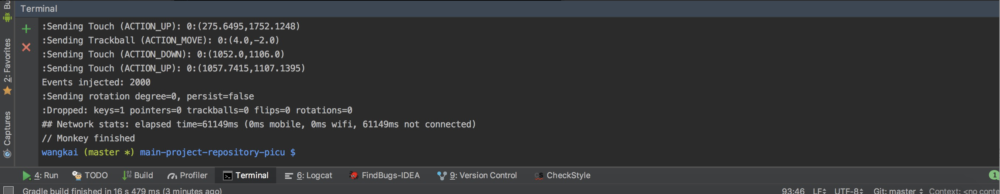 Terminal
:Sending Touch (ACTION_UP): 0:(275.6495,1752.1248)
:Sending Trackball (ACTION_MOVE): 0:(4.0,-2.0)
:Sending Touch (ACTION_DOWN): 0:(1052.0,1106.0)
:Sending Touch (ACTION_UP): 0:(1057.7415,1107.1395)
Events injected: 2000
:Sending rotation degree=0, persist=false
:Dropped: keys=1 pointers=0 trackballs=0 flips=0 rotations=0
## Network stats: elapsed time=61149ms (0ms mobile, 0ms wifi, 61149ms not connected)
// Monkey finished
wangkai (master *) main-project-repository-picu $
Bu
2: Favorites
Captures
4: Run TODO Build Profiler Terminal 6: Logcat FindBugs-IDEA 9: Version Control CheckStyle 1
Gradle build finished in 16 s 479 ms (3 minutes ago) 93:46 LF UTF-8 Git: master Context: <no conte